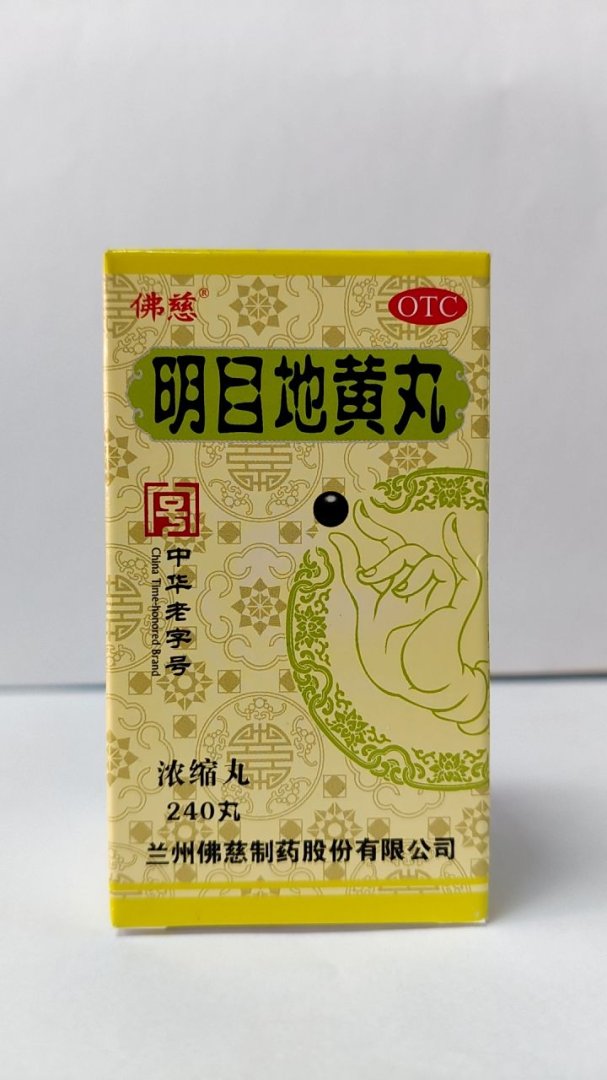 佛慈®
OTC
明目地黄丸
号
中华老字号
China Time-honored Brand
浓缩丸
240丸
兰州佛慈制药股份有限公司